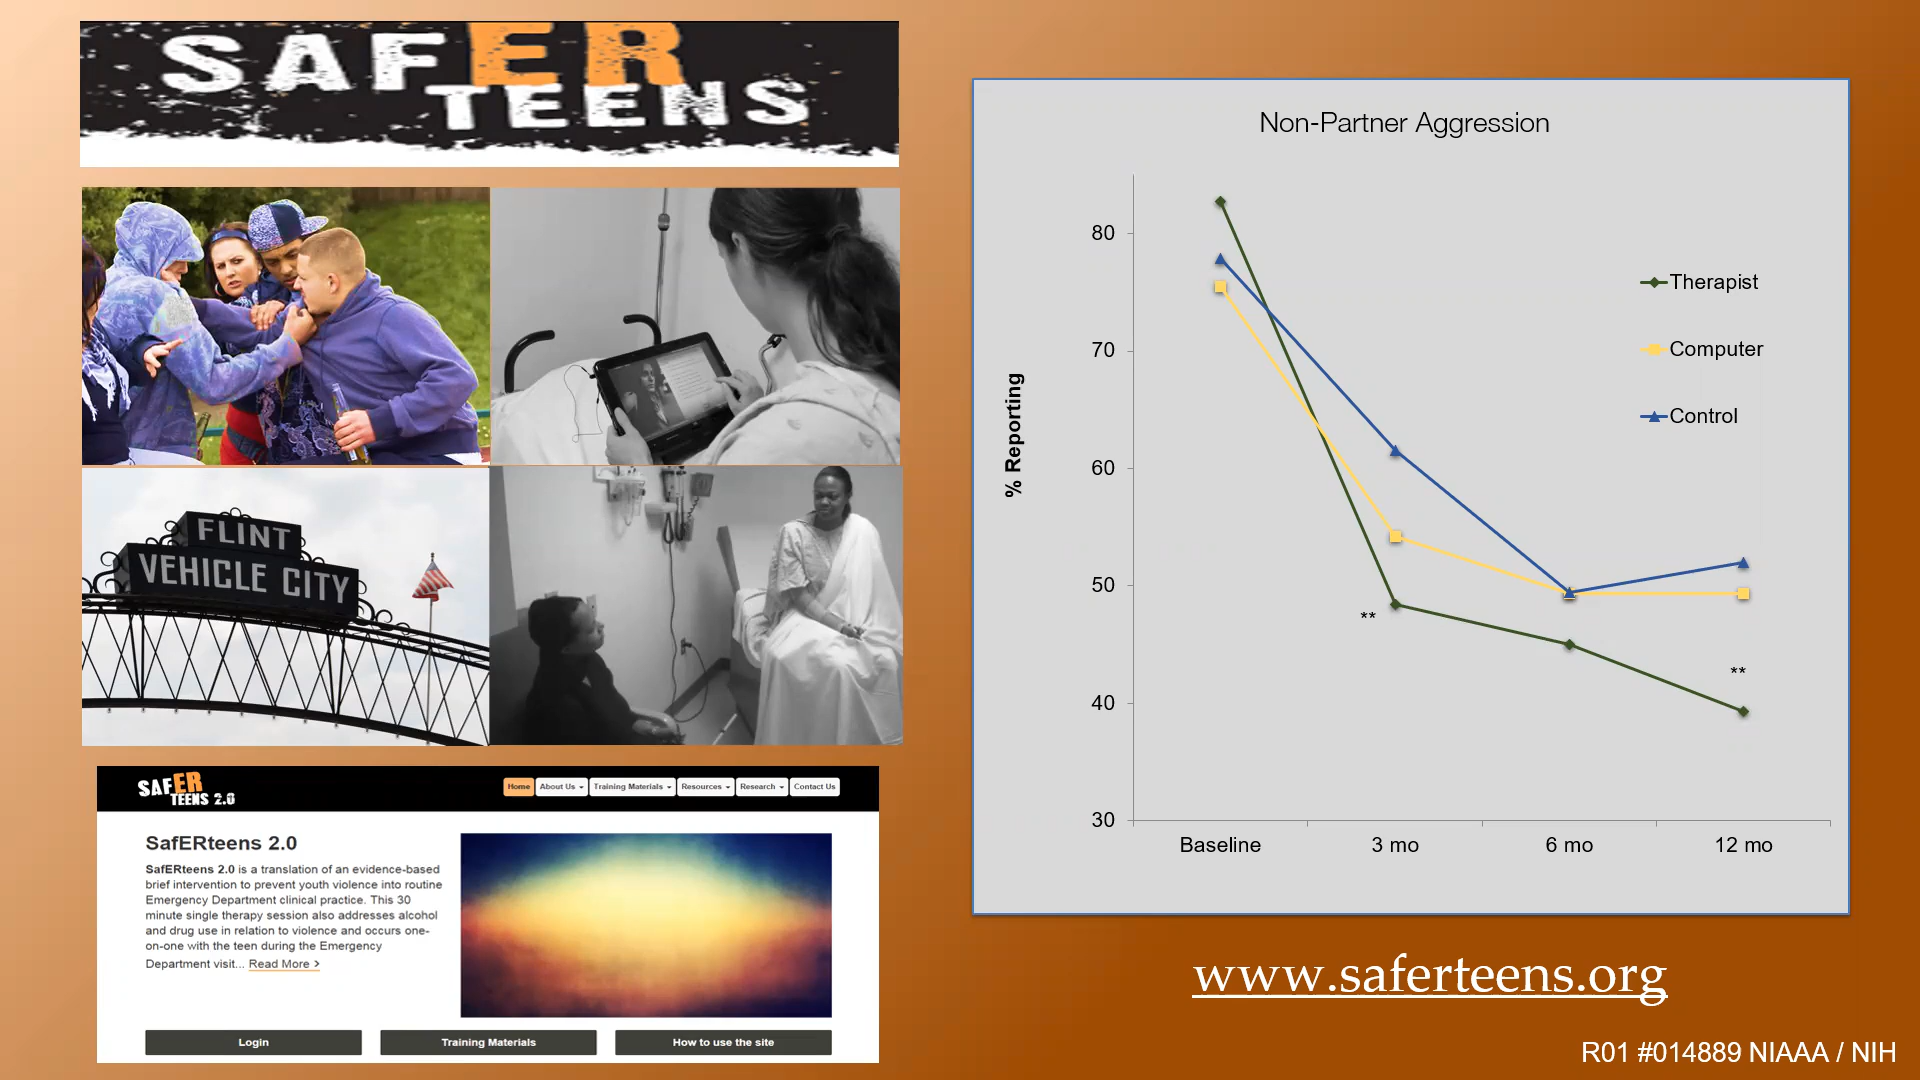 SAFER
TEENS
FLINT
VEHICLE CITY
SAFER
TEENS 2.0
Home
About Us
Training Materials
Resources
Research
Contact Us
SafERteens 2.0
SafERteens 2.0 is a translation of an evidence-based
brief intervention to prevent youth violence into routine
Emergency Department clinical practice. This 30
minute single therapy session also addresses alcohol
and drug use in relation to violence and occurs one-
on-one with the teen during the Emergency
Department visit... Read More >
Login
Training Materials
How to use the site
Non-Partner Aggression
% Reporting
80
70
60
50
40
30
Baseline
3 mo
6 mo
12 mo
**
**
Therapist
Computer
Control
www.saferteens.org
R01 #014889 NIAAA / NIH